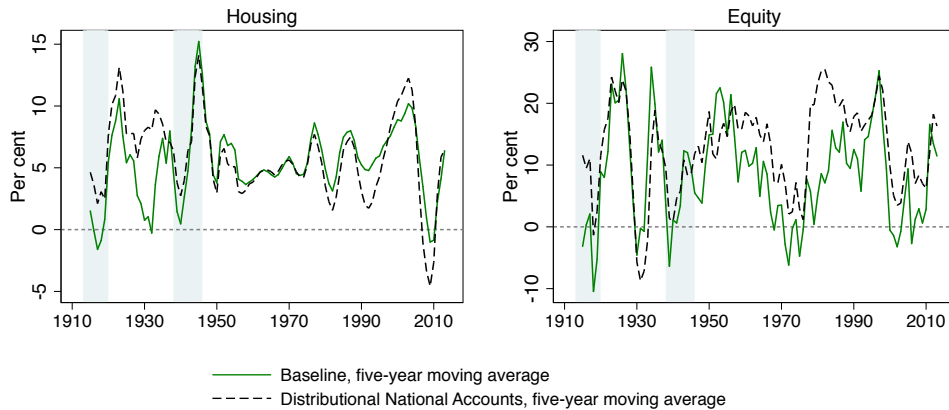 Housing
Per cent
15
10
5
0
-5
1910 1930 1950 1970 1990 2010
Equity
Per cent
30
20
10
0
-10
1910 1930 1950 1970 1990 2010
Baseline, five-year moving average
Distributional National Accounts, five-year moving average